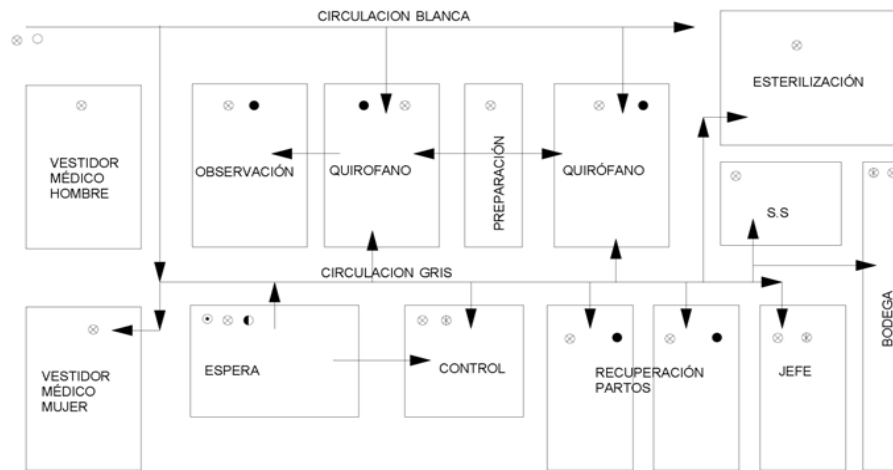 CIRCULACION BLANCA
ESTERILIZACIÓN
VESTIDOR
MÉDICO
HOMBRE
OBSERVACIÓN
QUIROFANO
PREPARACIÓN
QUIRÓFANO
S.S
CIRCULACION GRIS
BODEGA
VESTIDOR
MÉDICO
MUJER
ESPERA
CONTROL
RECUPERACIÓN
PARTOS
JEFE